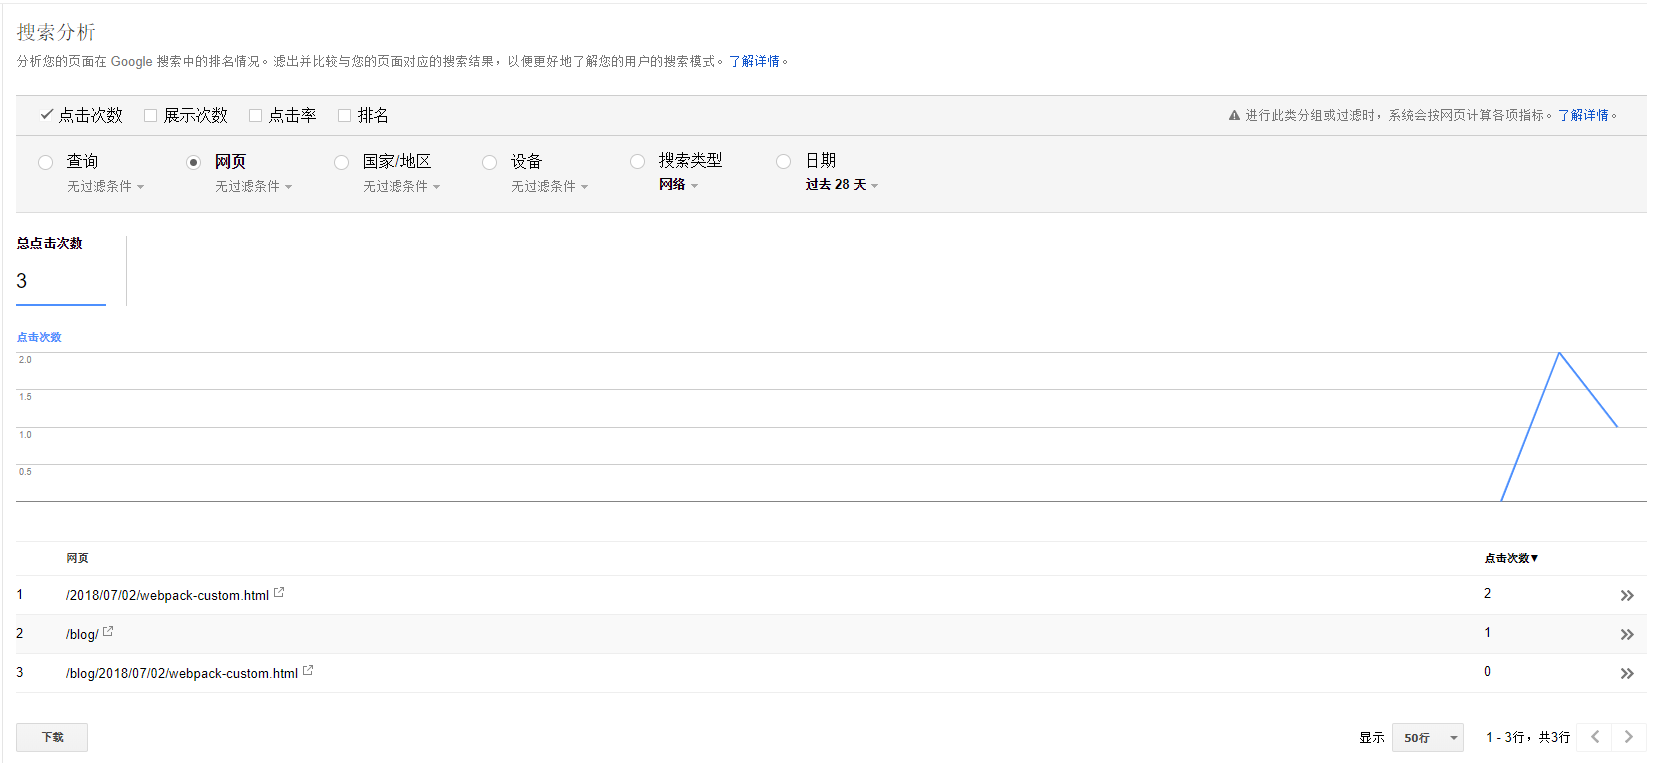 搜索分析
分析您的页面在 Google 搜索中的排名情况。滤出并比较与您的页面对应的搜索结果，以便更好地了解您的用户的搜索模式。了解详情。
点击次数 展示次数 点击率 排名 进行此类分组或过滤时，系统会按网页计算各项指标。了解详情。
查询 网页 国家/地区 设备 搜索类型 日期
无过滤条件 无过滤条件 无过滤条件 无过滤条件 网络 过去 28 天
总点击次数
3
点击次数
2.0
1.5
1.0
0.5
网页 点击次数▼
1 /2018/07/02/webpack-custom.html 2
2 /blog/ 1
3 /blog/2018/07/02/webpack-custom.html 0
下载 显示 50行 1 - 3行，共3行